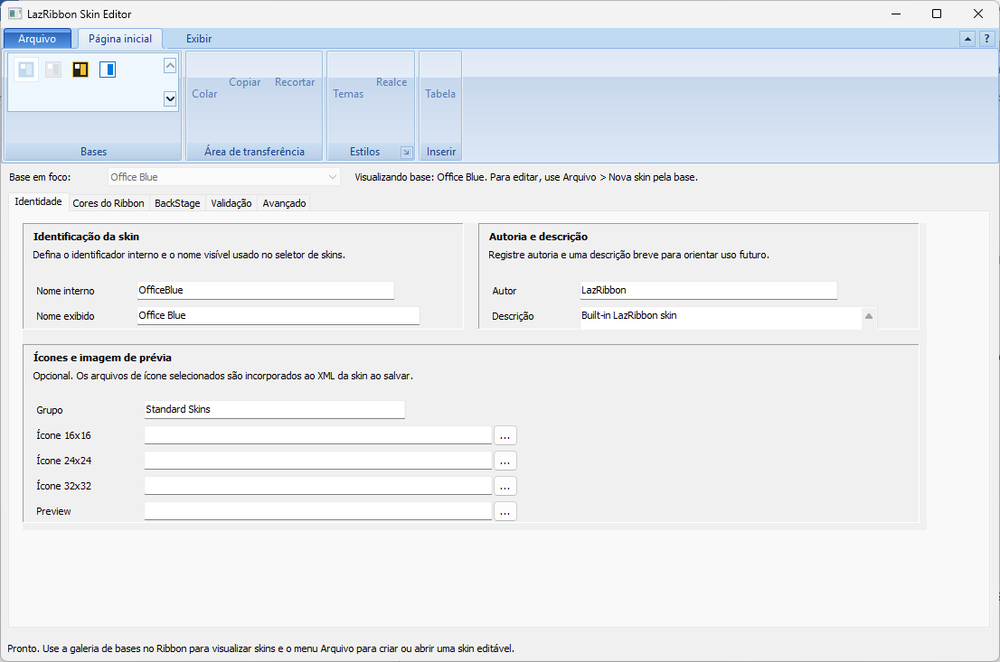 LazRibbon Skin Editor
Arquivo Página inicial Exibir ?
Colar Copiar Recortar Temas Realce Tabela
Bases Área de transferência Estilos Inserir
Base em foco: Office Blue Visualizando base: Office Blue. Para editar, use Arquivo > Nova skin pela base.
Identidade Cores do Ribbon BackStage Validação Avançado
Identificação da skin
Defina o identificador interno e o nome visível usado no seletor de skins.
Nome interno OfficeBlue
Nome exibido Office Blue
Autoria e descrição
Registre autoria e uma descrição breve para orientar uso futuro.
Autor LazRibbon
Descrição Built-in LazRibbon skin
Ícones e imagem de prévia
Opcional. Os arquivos de ícone selecionados são incorporados ao XML da skin ao salvar.
Grupo Standard Skins
Ícone 16x16 ...
Ícone 24x24 ...
Ícone 32x32 ...
Preview ...
Pronto. Use a galeria de bases no Ribbon para visualizar skins e o menu Arquivo para criar ou abrir uma skin editável.